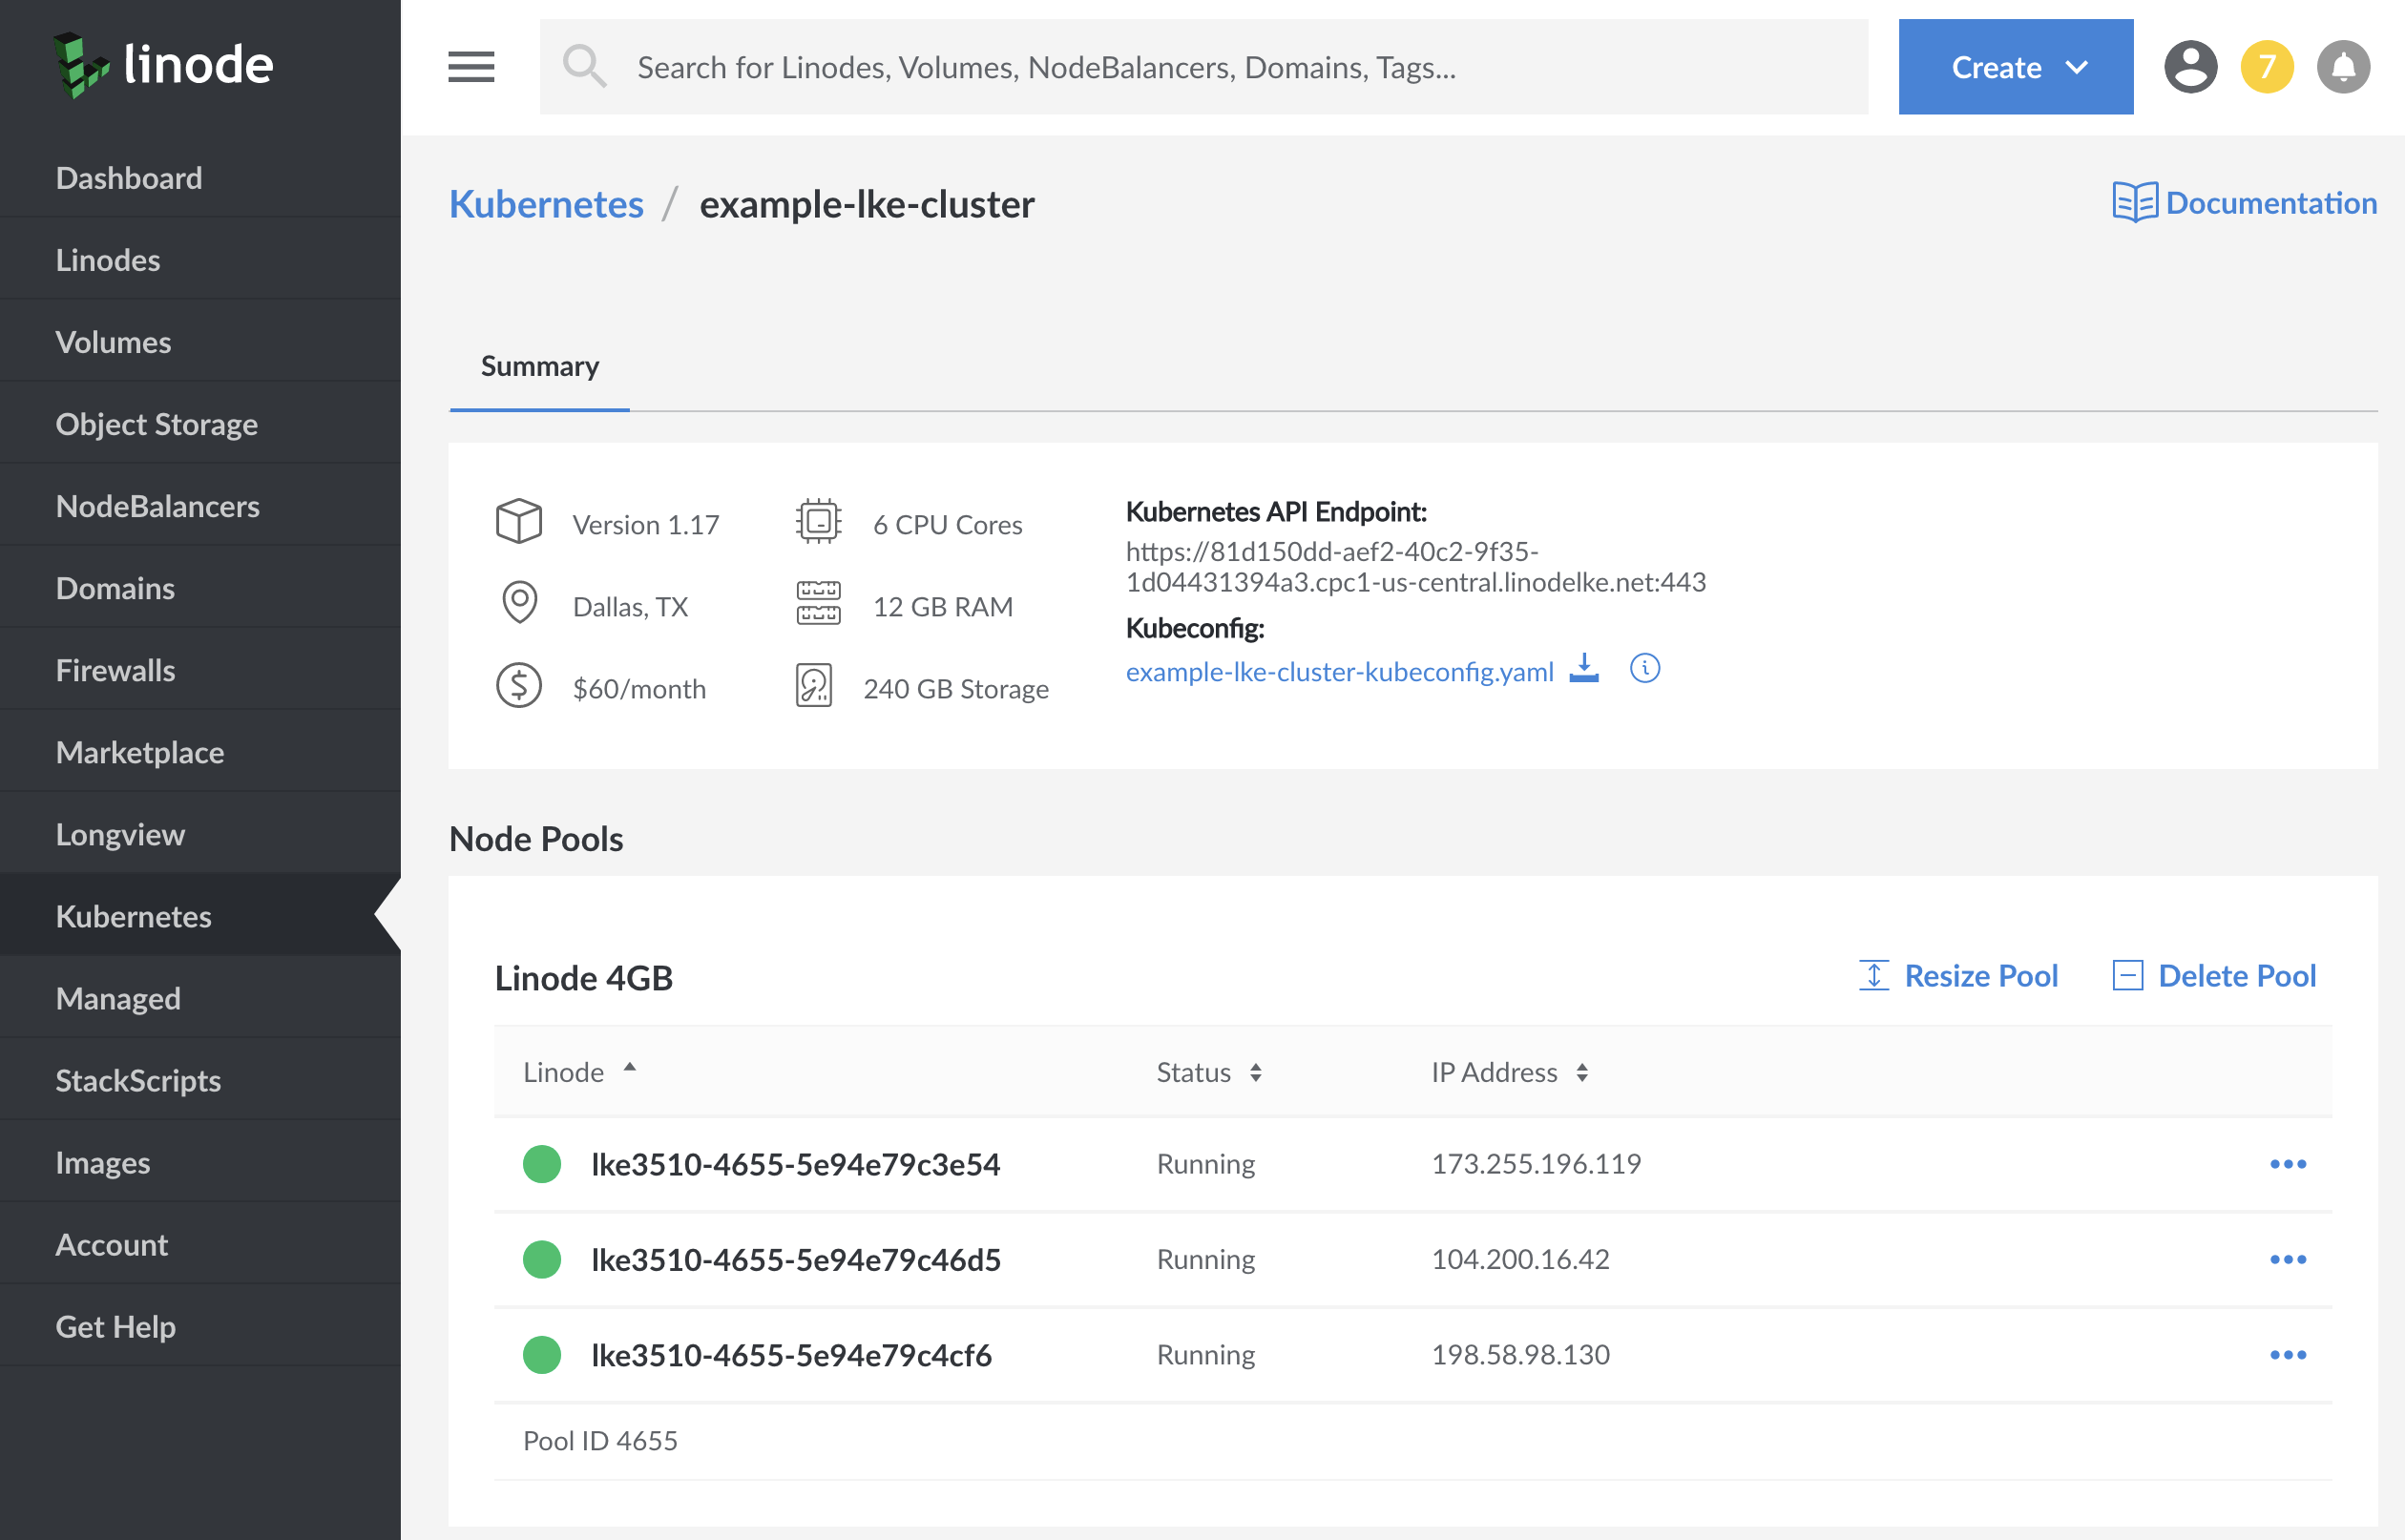 linode
Search for Linodes, Volumes, NodeBalancers, Domains, Tags...
Create
7
Dashboard
Linodes
Volumes
Object Storage
NodeBalancers
Domains
Firewalls
Marketplace
Longview
Kubernetes
Managed
StackScripts
Images
Account
Get Help
Kubernetes / example-lke-cluster
Documentation
Summary
Version 1.17
Dallas, TX
$60/month
6 CPU Cores
12 GB RAM
240 GB Storage
Kubernetes API Endpoint:
https://81d150dd-aef2-40c2-9f35-
1d04431394a3.cpc1-us-central.linodelke.net:443
Kubeconfig:
example-lke-cluster-kubeconfig.yaml
Node Pools
Linode 4GB
Resize Pool
Delete Pool
Linode Status IP Address
lke3510-4655-5e94e79c3e54 Running 173.255.196.119
lke3510-4655-5e94e79c46d5 Running 104.200.16.42
lke3510-4655-5e94e79c4cf6 Running 198.58.98.130
Pool ID 4655